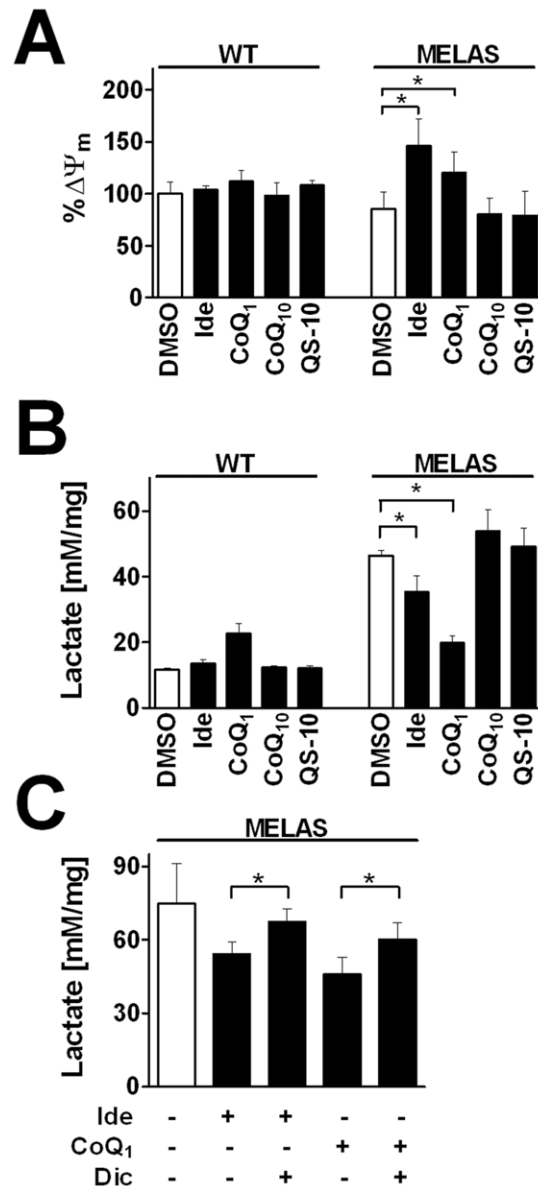 A
WT MELAS
%ΔΨm
200
150
100
50
0
* *
DMSO Ide CoQ1 CoQ10 QS-10 DMSO Ide CoQ1 CoQ10 QS-10
B
WT MELAS
Lactate [mM/mg]
60
40
20
0
* *
DMSO Ide CoQ1 CoQ10 QS-10 DMSO Ide CoQ1 CoQ10 QS-10
C
MELAS
Lactate [mM/mg]
90
60
30
0
* *
Ide - + + - -
CoQ1 - - - + +
Dic - - + - +